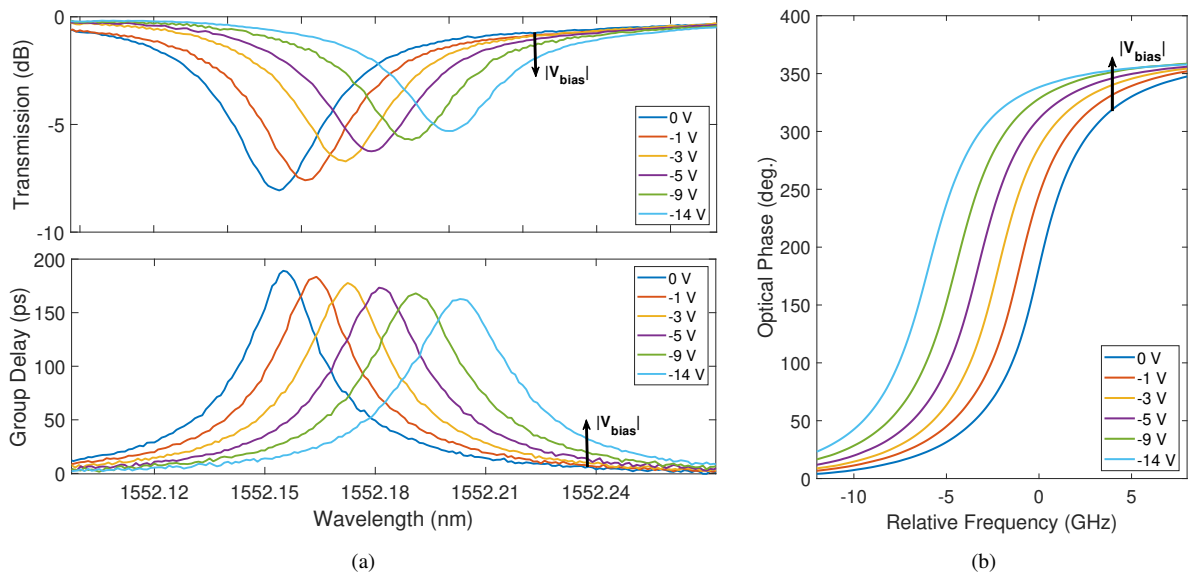 0
-5
-10
Transmission (dB)
|V_bias|
0 V
-1 V
-3 V
-5 V
-9 V
-14 V
200
150
100
50
0
Group Delay (ps)
0 V
-1 V
-3 V
-5 V
-9 V
-14 V
|V_bias|
1552.12 1552.15 1552.18 1552.21 1552.24
Wavelength (nm)
(a)
400
350
300
250
200
150
100
50
0
Optical Phase (deg.)
|V_bias|
0 V
-1 V
-3 V
-5 V
-9 V
-14 V
-10 -5 0 5
Relative Frequency (GHz)
(b)